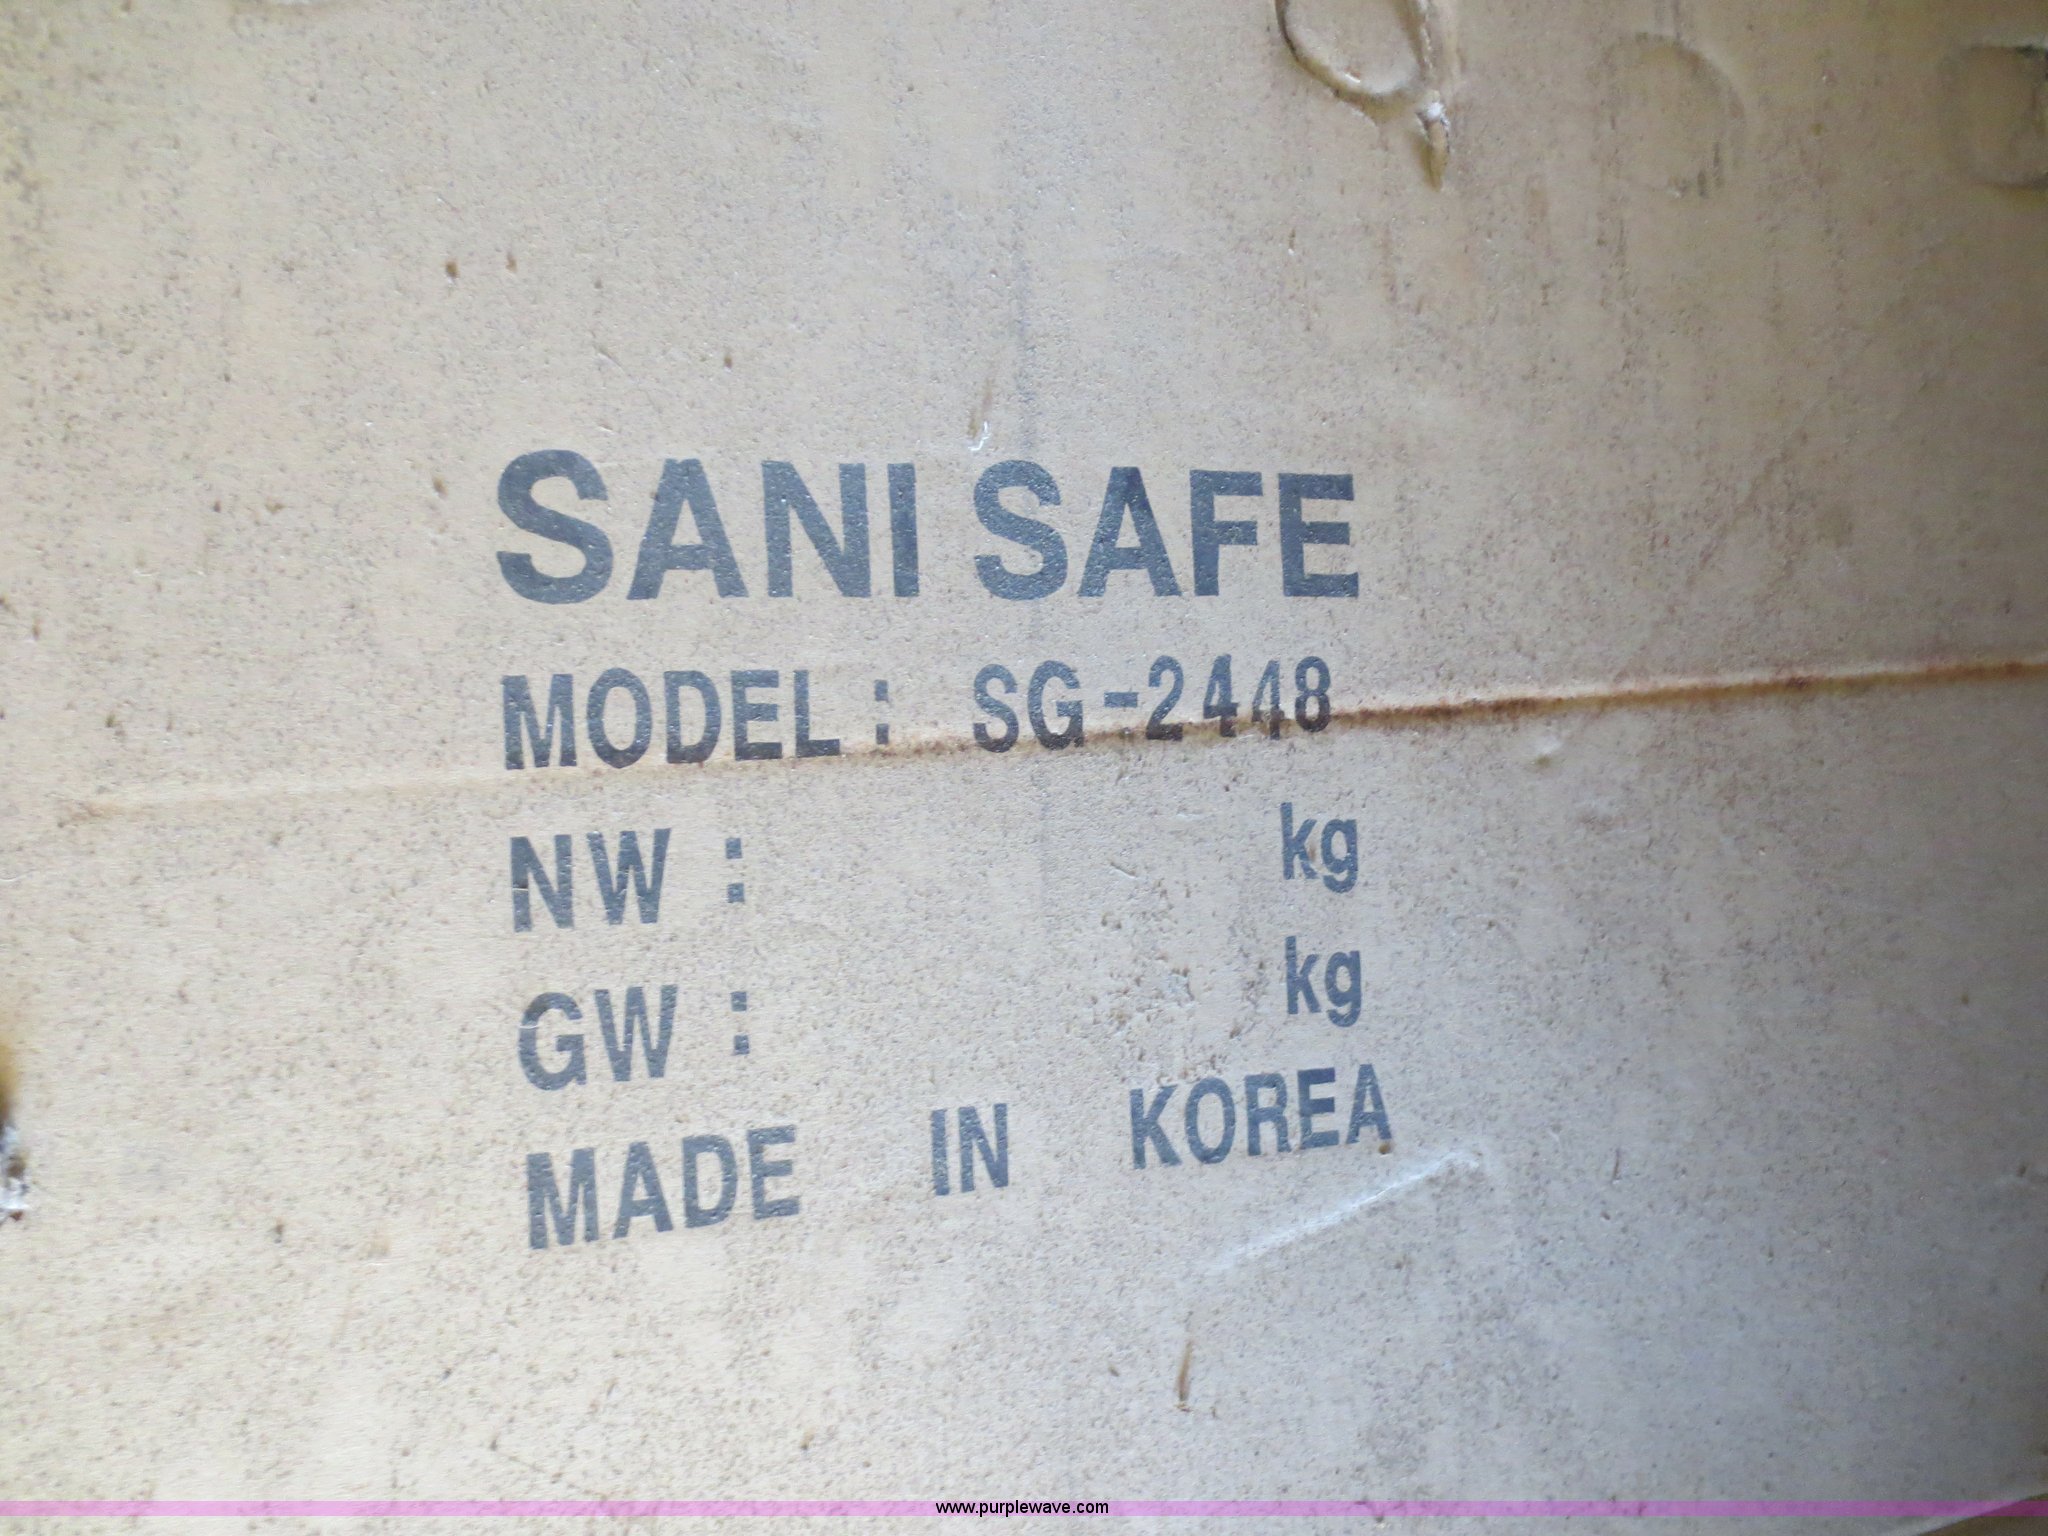 SANI SAFE
MODEL: SG-2448
NW: kg
GW: kg
MADE IN KOREA
www.purplewave.com